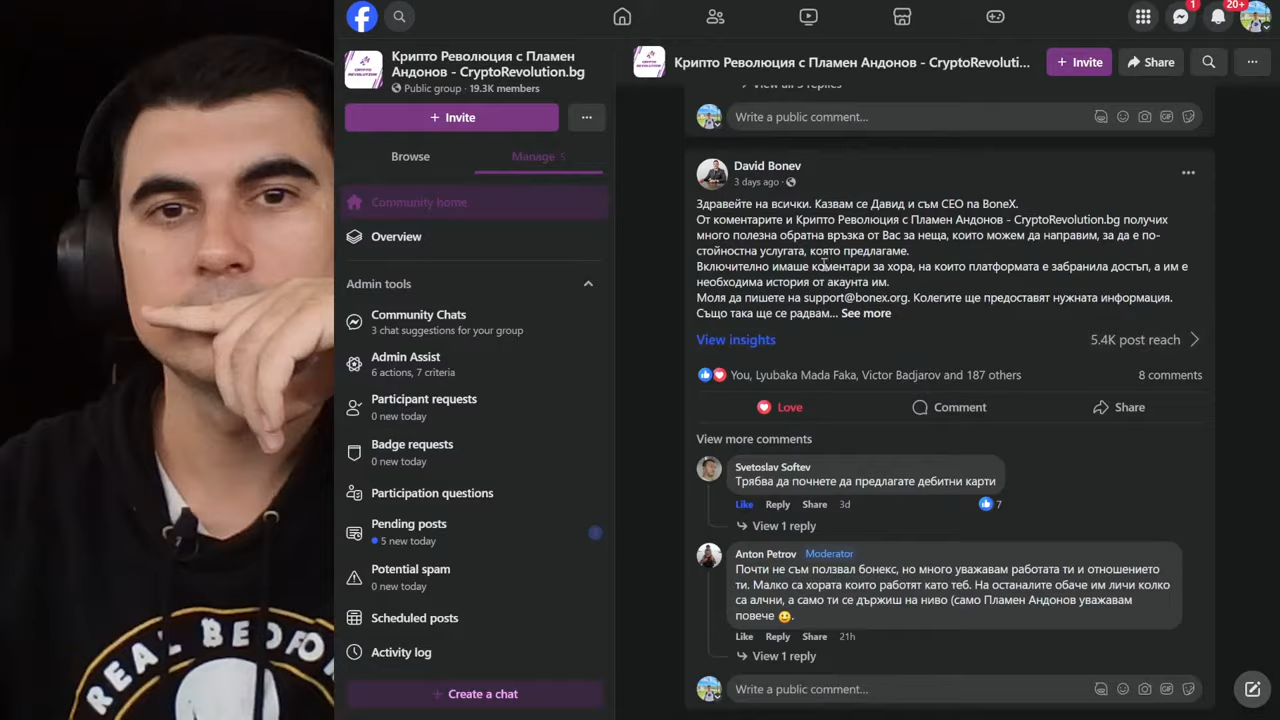 1
20+
Крипто Революция с Пламен
Андонов - CryptoRevolution.bg
Public group · 19.3K members
+ Invite
Browse
Manage 5
Community home
Overview
Admin tools
Community Chats
3 chat suggestions for your group
Admin Assist
6 actions, 7 criteria
Participant requests
0 new today
Badge requests
0 new today
Participation questions
Pending posts
5 new today
Potential spam
0 new today
Scheduled posts
Activity log
+ Create a chat
Крипто Революция с Пламен Андонов - CryptoRevoluti...
+ Invite
Share
Write a public comment...
David Bonev
3 days ago ·
Здравейте на всички. Казвам се Давид и съм CEO na BoneX.
От коментарите и Крипто Революция с Пламен Андонов - CryptoRevolution.bg получих
много полезна обратна връзка от Вас за неща, които можем да направим, за да е по-
стойностна услугата, която предлагаме.
Включително имаше коментари за хора, на които платформата е забранила достъп, а им е
необходима история от акаунта им.
Моля да пишете на support@bonex.org. Колегите ще предоставят нужната информация.
Също така ще се радвам... See more
View insights
5.4K post reach
You, Lyubaka Mada Faka, Victor Badjarov and 187 others
8 comments
Love
Comment
Share
View more comments
Svetoslav Softev
Трябва да почнете да предлагате дебитни карти
Like Reply Share 3d
7
View 1 reply
Anton Petrov Moderator
Почти не съм ползвал бонекс, но много уважавам работата ти и отношението
ти. Малко са хората които работят като теб. На останалите обаче им личи колко
са алчни, а само ти се държиш на ниво (само Пламен Андонов уважавам
повече 😀.
Like Reply Share 21h
View 1 reply
Write a public comment...
REAL BEDFO